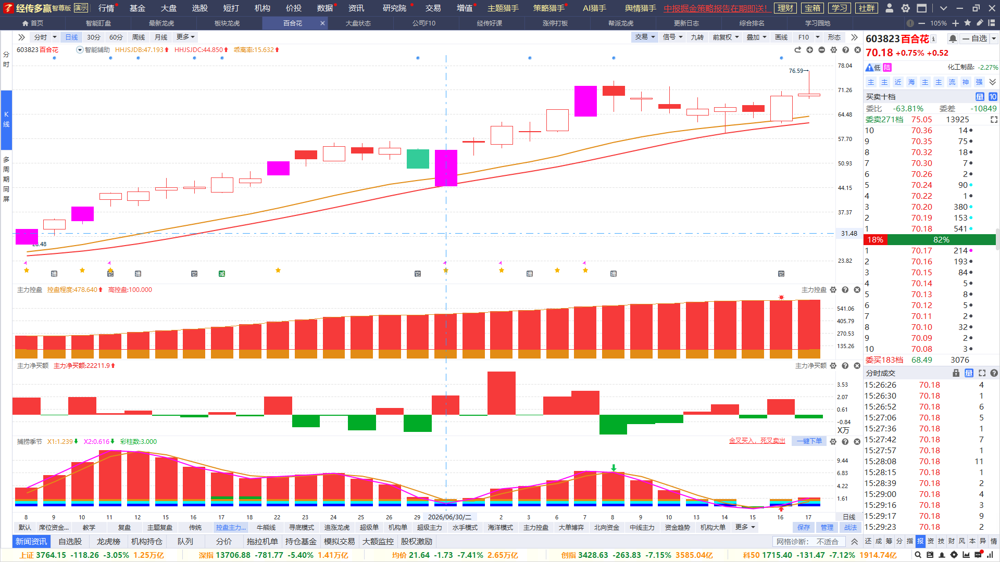 经传多赢 智尊版 演示 行情 基金 大盘 选股 短打 机构 价投 数据 资讯 研究院 交易 增值 主题猎手 策略猎手 AI猎手 舆情猎手 中报掘金策略报告在期即送! 理财 宝箱 学习 社群
首页 智能盯盘 最新龙虎 板块龙虎 百合花 大盘状态 公司F10 经传好课 涨停打板 帮派龙虎 更新日志 综合排名 学习园地 105%
分时 日线 30分 60分 周线 月线 更多 交易 信号 九转 前复权 叠加 画线 F10 形态
603823 百合花 智能辅助 HHJSJDB:47.193 HHJSJDC:44.850 乖离率:15.632
分时
K线
多周期同屏
76.59
78.04
71.26
64.48
57.70
50.93
44.15
37.37
31.48
23.82
提 它 提 它 减 它 提 提 它
主力控盘 控盘程度:478.640 高控盘:100.000 主力控盘
541.06
405.79
270.53
135.26
主力净买额 主力净买额:22211.9 主力净买额
3.53
2.07
0.61
-0.84
X万
捕捞季节 X1:1.239 X2:0.616 彩柱数:3.000 金叉买入，死叉卖出 一键下单
9.44
6.83
4.22
1.61
8 9 10 11 12 15 16 17 18 22 23 24 25 26 29 2026/06/30/二 2 3 6 7 8 9 10 13 14 15 16 17 日线
默认 席位资金... 教学 复盘 主题复盘 传统 控盘主力... 牛能线 寻底模式 追涨龙虎 超级单 机构单 超级主力 水手模式 海洋模式 主力控盘 大单博弈 北向资金 中线主力 资金趋势 机构大单 更多 保存 管理 战法
新闻资讯 自选股 龙虎榜 机构持仓 队列 分价 拖拉机单 持仓基金 模拟交易 大额监控 股权激励 网格诊断： 不适合
上证 3764.15 -118.26 -3.05% 1.25万亿 深指 13706.88 -781.77 -5.40% 1.41万亿 均价 21.64 -1.73 -7.41% 2.65万亿 创指 3428.63 -263.83 -7.15% 3585.04亿 科50 1715.40 -131.47 -7.12% 1914.74亿
603823 百合花 自选
70.18 +0.75% +0.52
低 陆 化工制品: -2.27%
主 主 近 海 主 主 流 神 强
买卖十档 量 10
委比 -63.81% 委差 -10849
委卖271档 75.05 13925
10 70.36 14
9 70.35 75
8 70.32 18
7 70.30 7
6 70.26 2
5 70.24 90
4 70.22 1
3 70.20 380
2 70.19 153
1 70.18 541
18% 82%
1 70.17 214
2 70.16 193
3 70.15 84
4 70.14 5
5 70.13 8
6 70.12 5
7 70.11 2
8 70.10 32
9 70.09 2
10 70.08 3
委买183档 68.49 3076
分时成交 量
15:26:26 70.18 4
15:26:30 70.18 1
15:26:52 70.18 6
15:27:06 70.18 5
15:27:36 70.18 1
15:27:42 70.18 7
15:27:57 70.18 1
15:28:08 70.18 11
15:28:15 70.18 1
15:28:39 70.18 2
15:29:00 70.18 4
15:29:16 70.18 3
15:29:17 70.18 9
15:29:23 70.18 2
还 成 筹 分 指 报 资 技 财 风 本 异 情